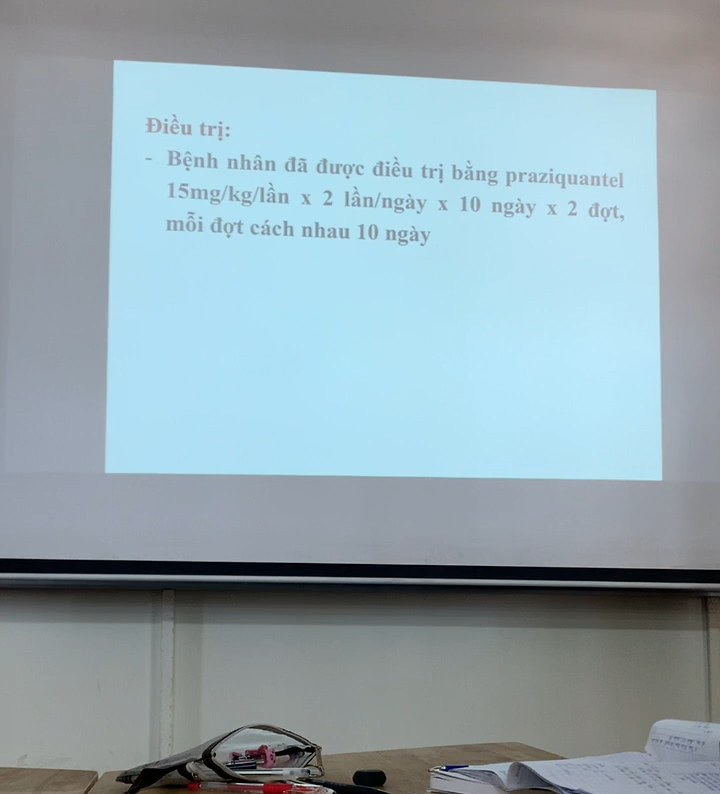 Điều trị:
- Bệnh nhân đã được điều trị bằng praziquantel
15mg/kg/lần x 2 lần/ngày x 10 ngày x 2 đợt,
mỗi đợt cách nhau 10 ngày